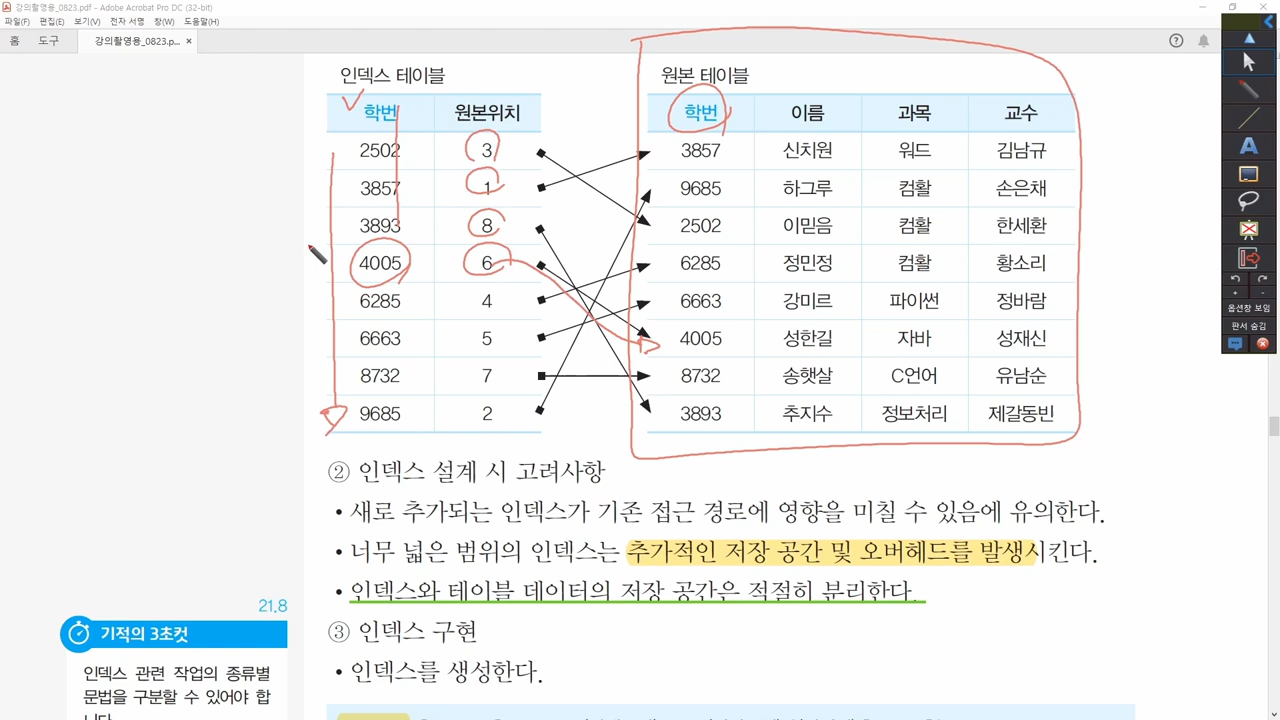 강의촬영용_0823.pdf - Adobe Acrobat Pro DC (32-bit)
파일(F) 편집(E) 보기(V) 전자 서명 창(W) 도움말(H)
홈 도구 강의촬영용_0823.p... ×
인덱스 테이블
학번 원본위치
2502 3
3857 1
3893 8
4005 6
6285 4
6663 5
8732 7
9685 2
원본 테이블
학번 이름 과목 교수
3857 신치원 워드 김남규
9685 하그루 컴활 손은채
2502 이믿음 컴활 한세환
6285 정민정 컴활 황소리
6663 강미르 파이썬 정바람
4005 성한길 자바 성재신
8732 송햇살 C언어 유남순
3893 추지수 정보처리 제갈동빈
② 인덱스 설계 시 고려사항
• 새로 추가되는 인덱스가 기존 접근 경로에 영향을 미칠 수 있음에 유의한다.
• 너무 넓은 범위의 인덱스는 추가적인 저장 공간 및 오버헤드를 발생시킨다.
• 인덱스와 테이블 데이터의 저장 공간은 적절히 분리한다.
③ 인덱스 구현
• 인덱스를 생성한다.
21.8
기적의 3초컷
인덱스 관련 작업의 종류별
문법을 구분할 수 있어야 합
니다.
A
옵션창 보임
판서 숨김